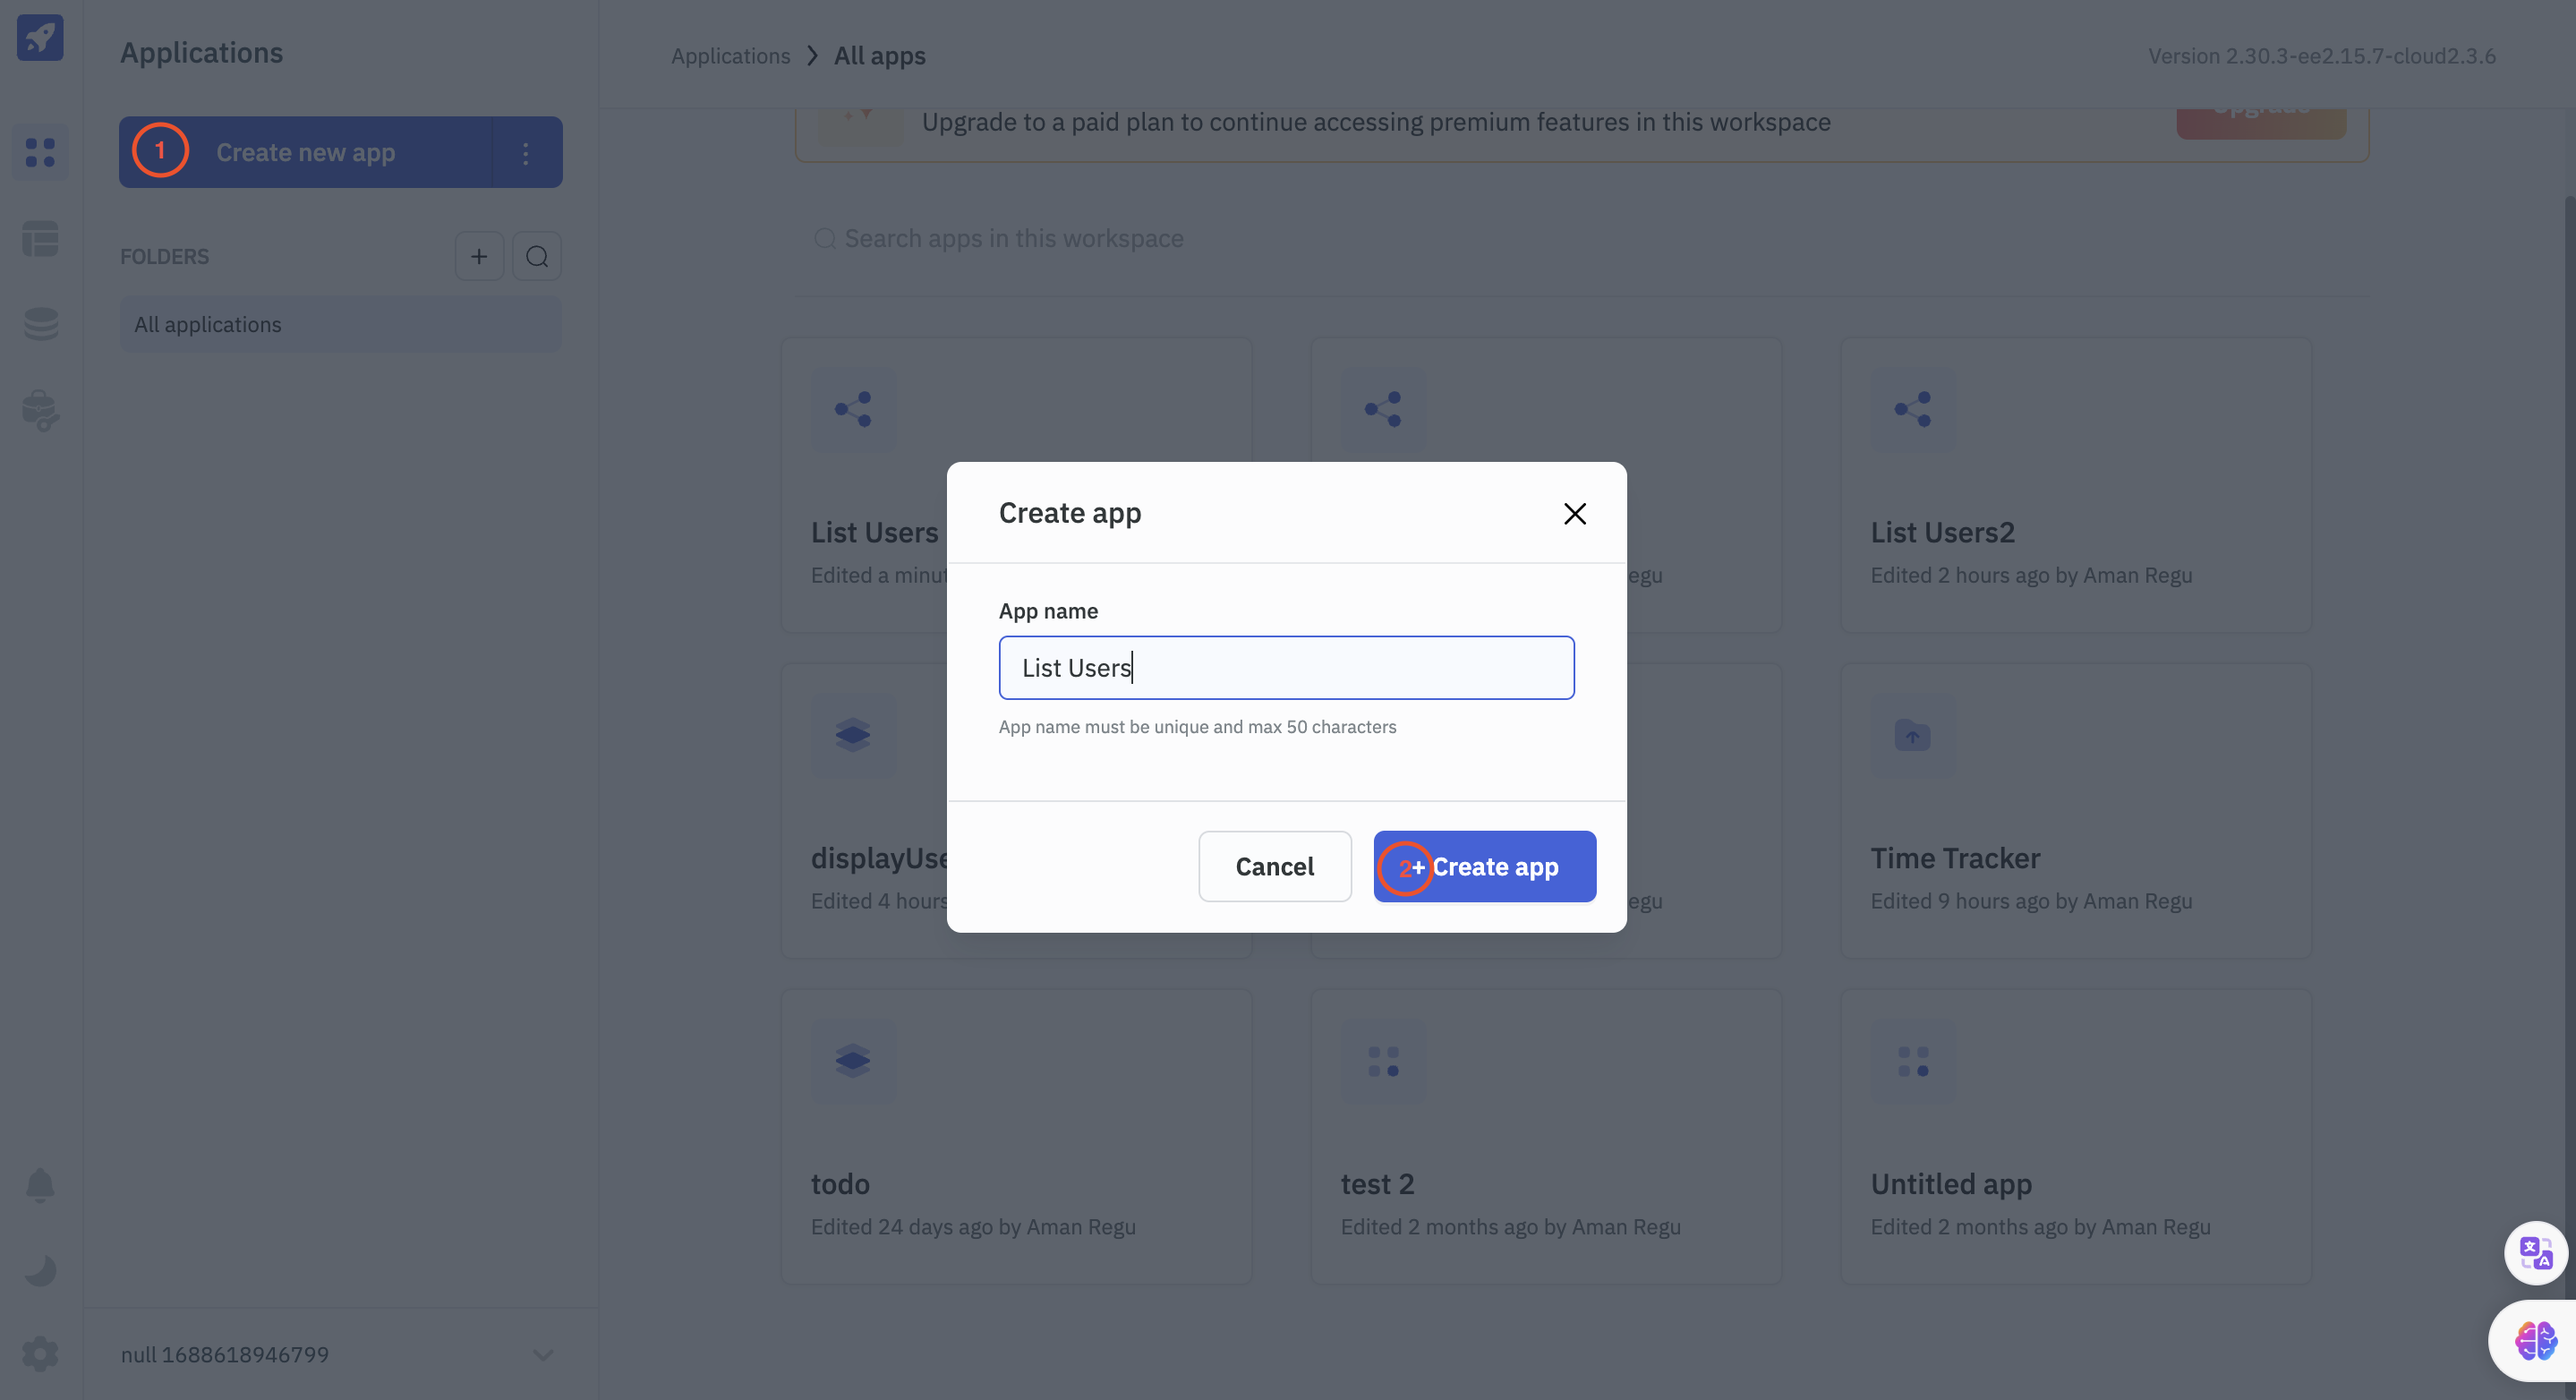 Applications
1
Create new app
FOLDERS
All applications
null 1688618946799
Applications
All apps
Version 2.30.3-ee2.15.7-cloud2.3.6
Upgrade to a paid plan to continue accessing premium features in this workspace
Search apps in this workspace
List Users
Edited a
List Users2
Edited 2 hours ago by Aman Regu
Create app
App name
List Users
App name must be unique and max 50 characters
Cancel
2
+ Create app
Edited 4 hours
Time Tracker
Edited 9 hours ago by Aman Regu
todo
Edited 24 days ago by Aman Regu
test 2
Edited 2 months ago by Aman Regu
Untitled app
Edited 2 months ago by Aman Regu